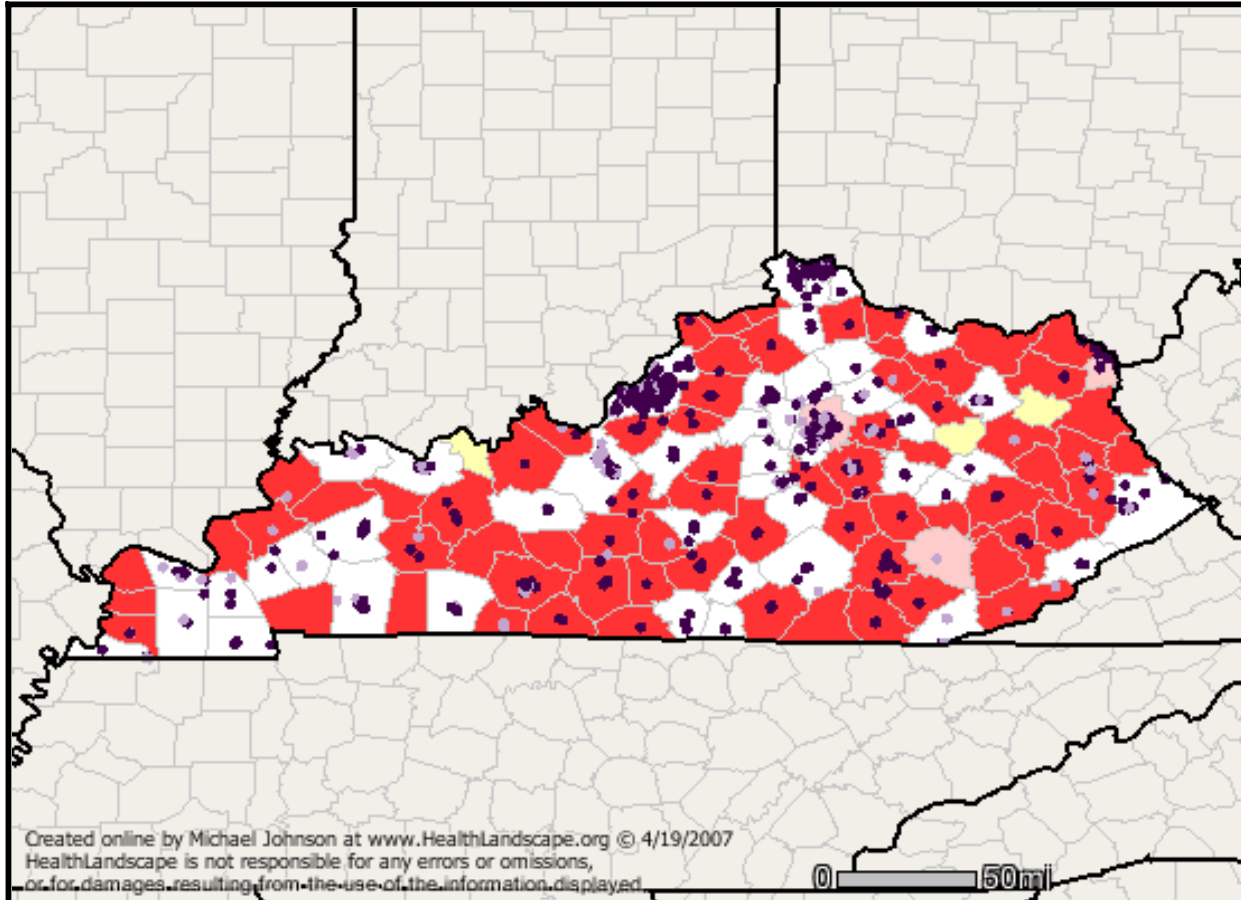 Created online by Michael Johnson at www.HealthLandscape.org © 4/19/2007
HealthLandscape is not responsible for any errors or omissions,
or for damages resulting from the use of the information displayed.
0 50mi